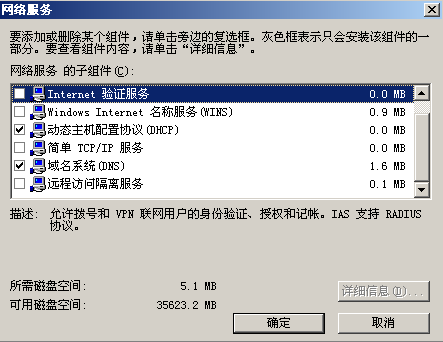 网络服务
要添加或删除某个组件，请单击旁边的复选框。灰色框表示只会安装该组件的一
部分。要查看组件内容，请单击“详细信息”。
网络服务 的子组件(C):
Internet 验证服务 0.0 MB
Windows Internet 名称服务(WINS) 0.9 MB
动态主机配置协议(DHCP) 0.0 MB
简单 TCP/IP 服务 0.0 MB
域名系统(DNS) 1.6 MB
远程访问隔离服务 0.1 MB
描述: 允许拨号和 VPN 联网用户的身份验证、授权和记帐。IAS 支持 RADIUS
协议。
所需磁盘空间: 5.1 MB
可用磁盘空间: 35623.2 MB
详细信息(D)...
确定 取消